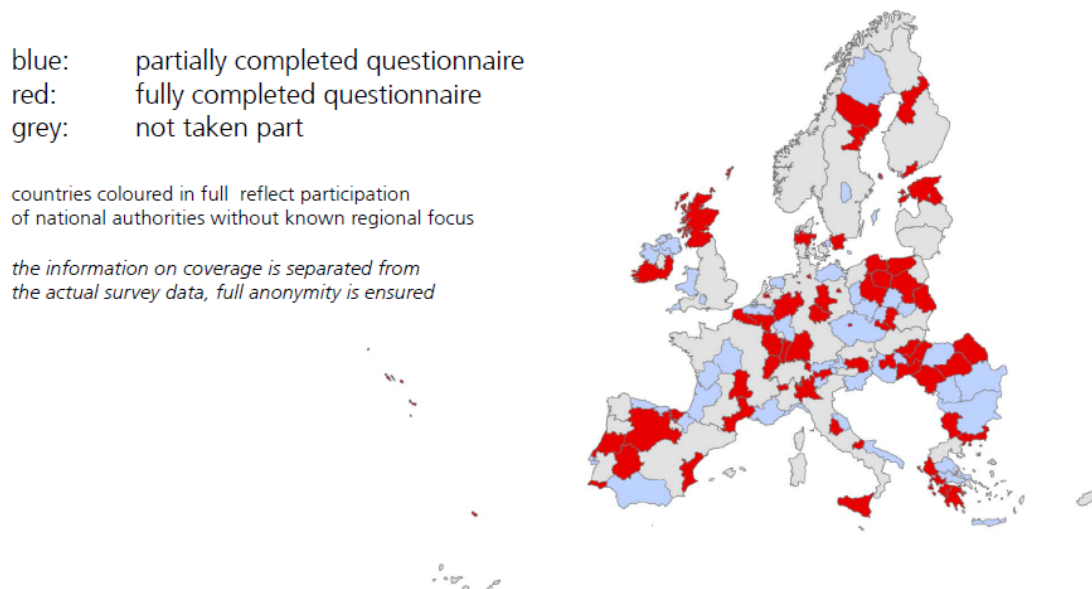 blue: partially completed questionnaire
red: fully completed questionnaire
grey: not taken part
countries coloured in full reflect participation
of national authorities without known regional focus
the information on coverage is separated from
the actual survey data, full anonymity is ensured